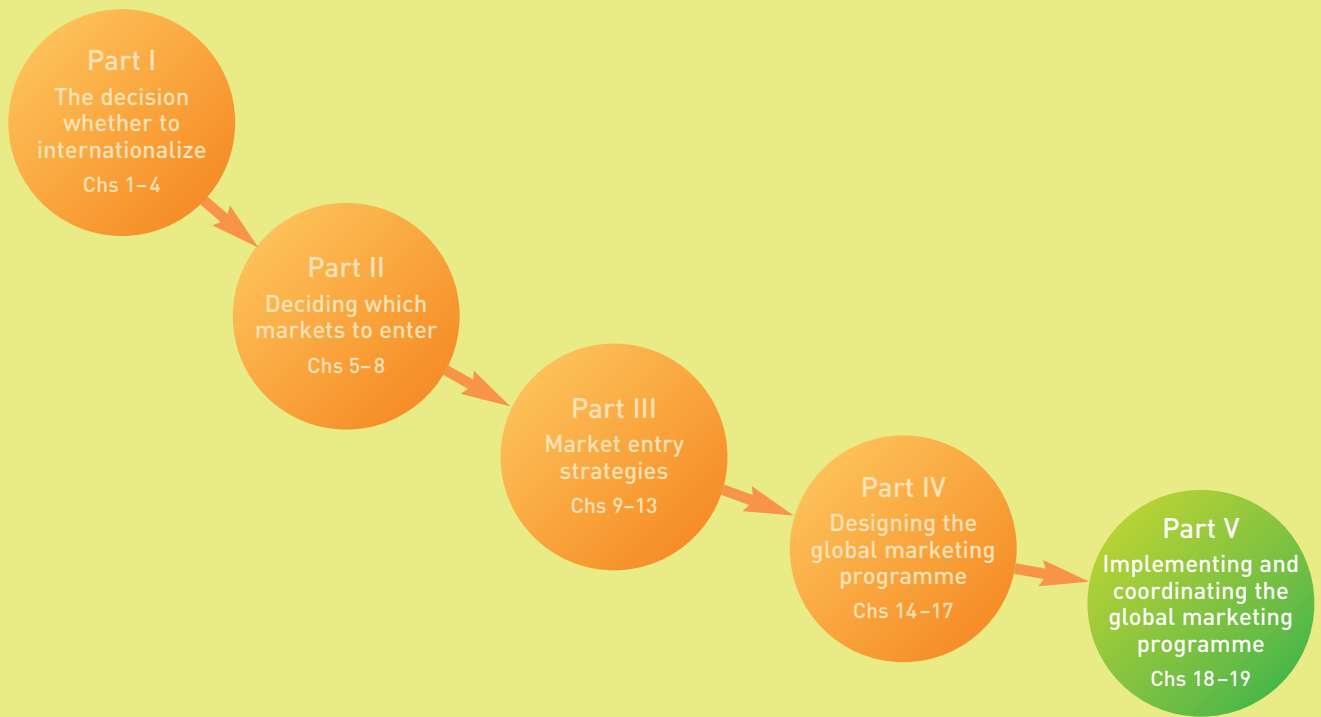 Part I
The decision
whether to
internationalize
Chs 1–4
Part II
Deciding which
markets to enter
Chs 5–8
Part III
Market entry
strategies
Chs 9–13
Part IV
Designing the
global marketing
programme
Chs 14–17
Part V
Implementing and
coordinating the
global marketing
programme
Chs 18–19